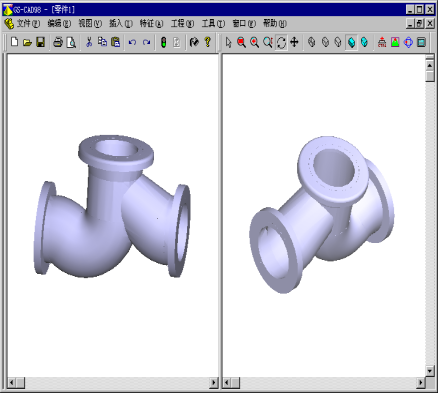 GS-CAD98 - [零件1]
文件(F) 编辑(E) 视图(V) 插入(I) 特征(A) 工程(R) 工具(T) 窗口(W) 帮助(H)